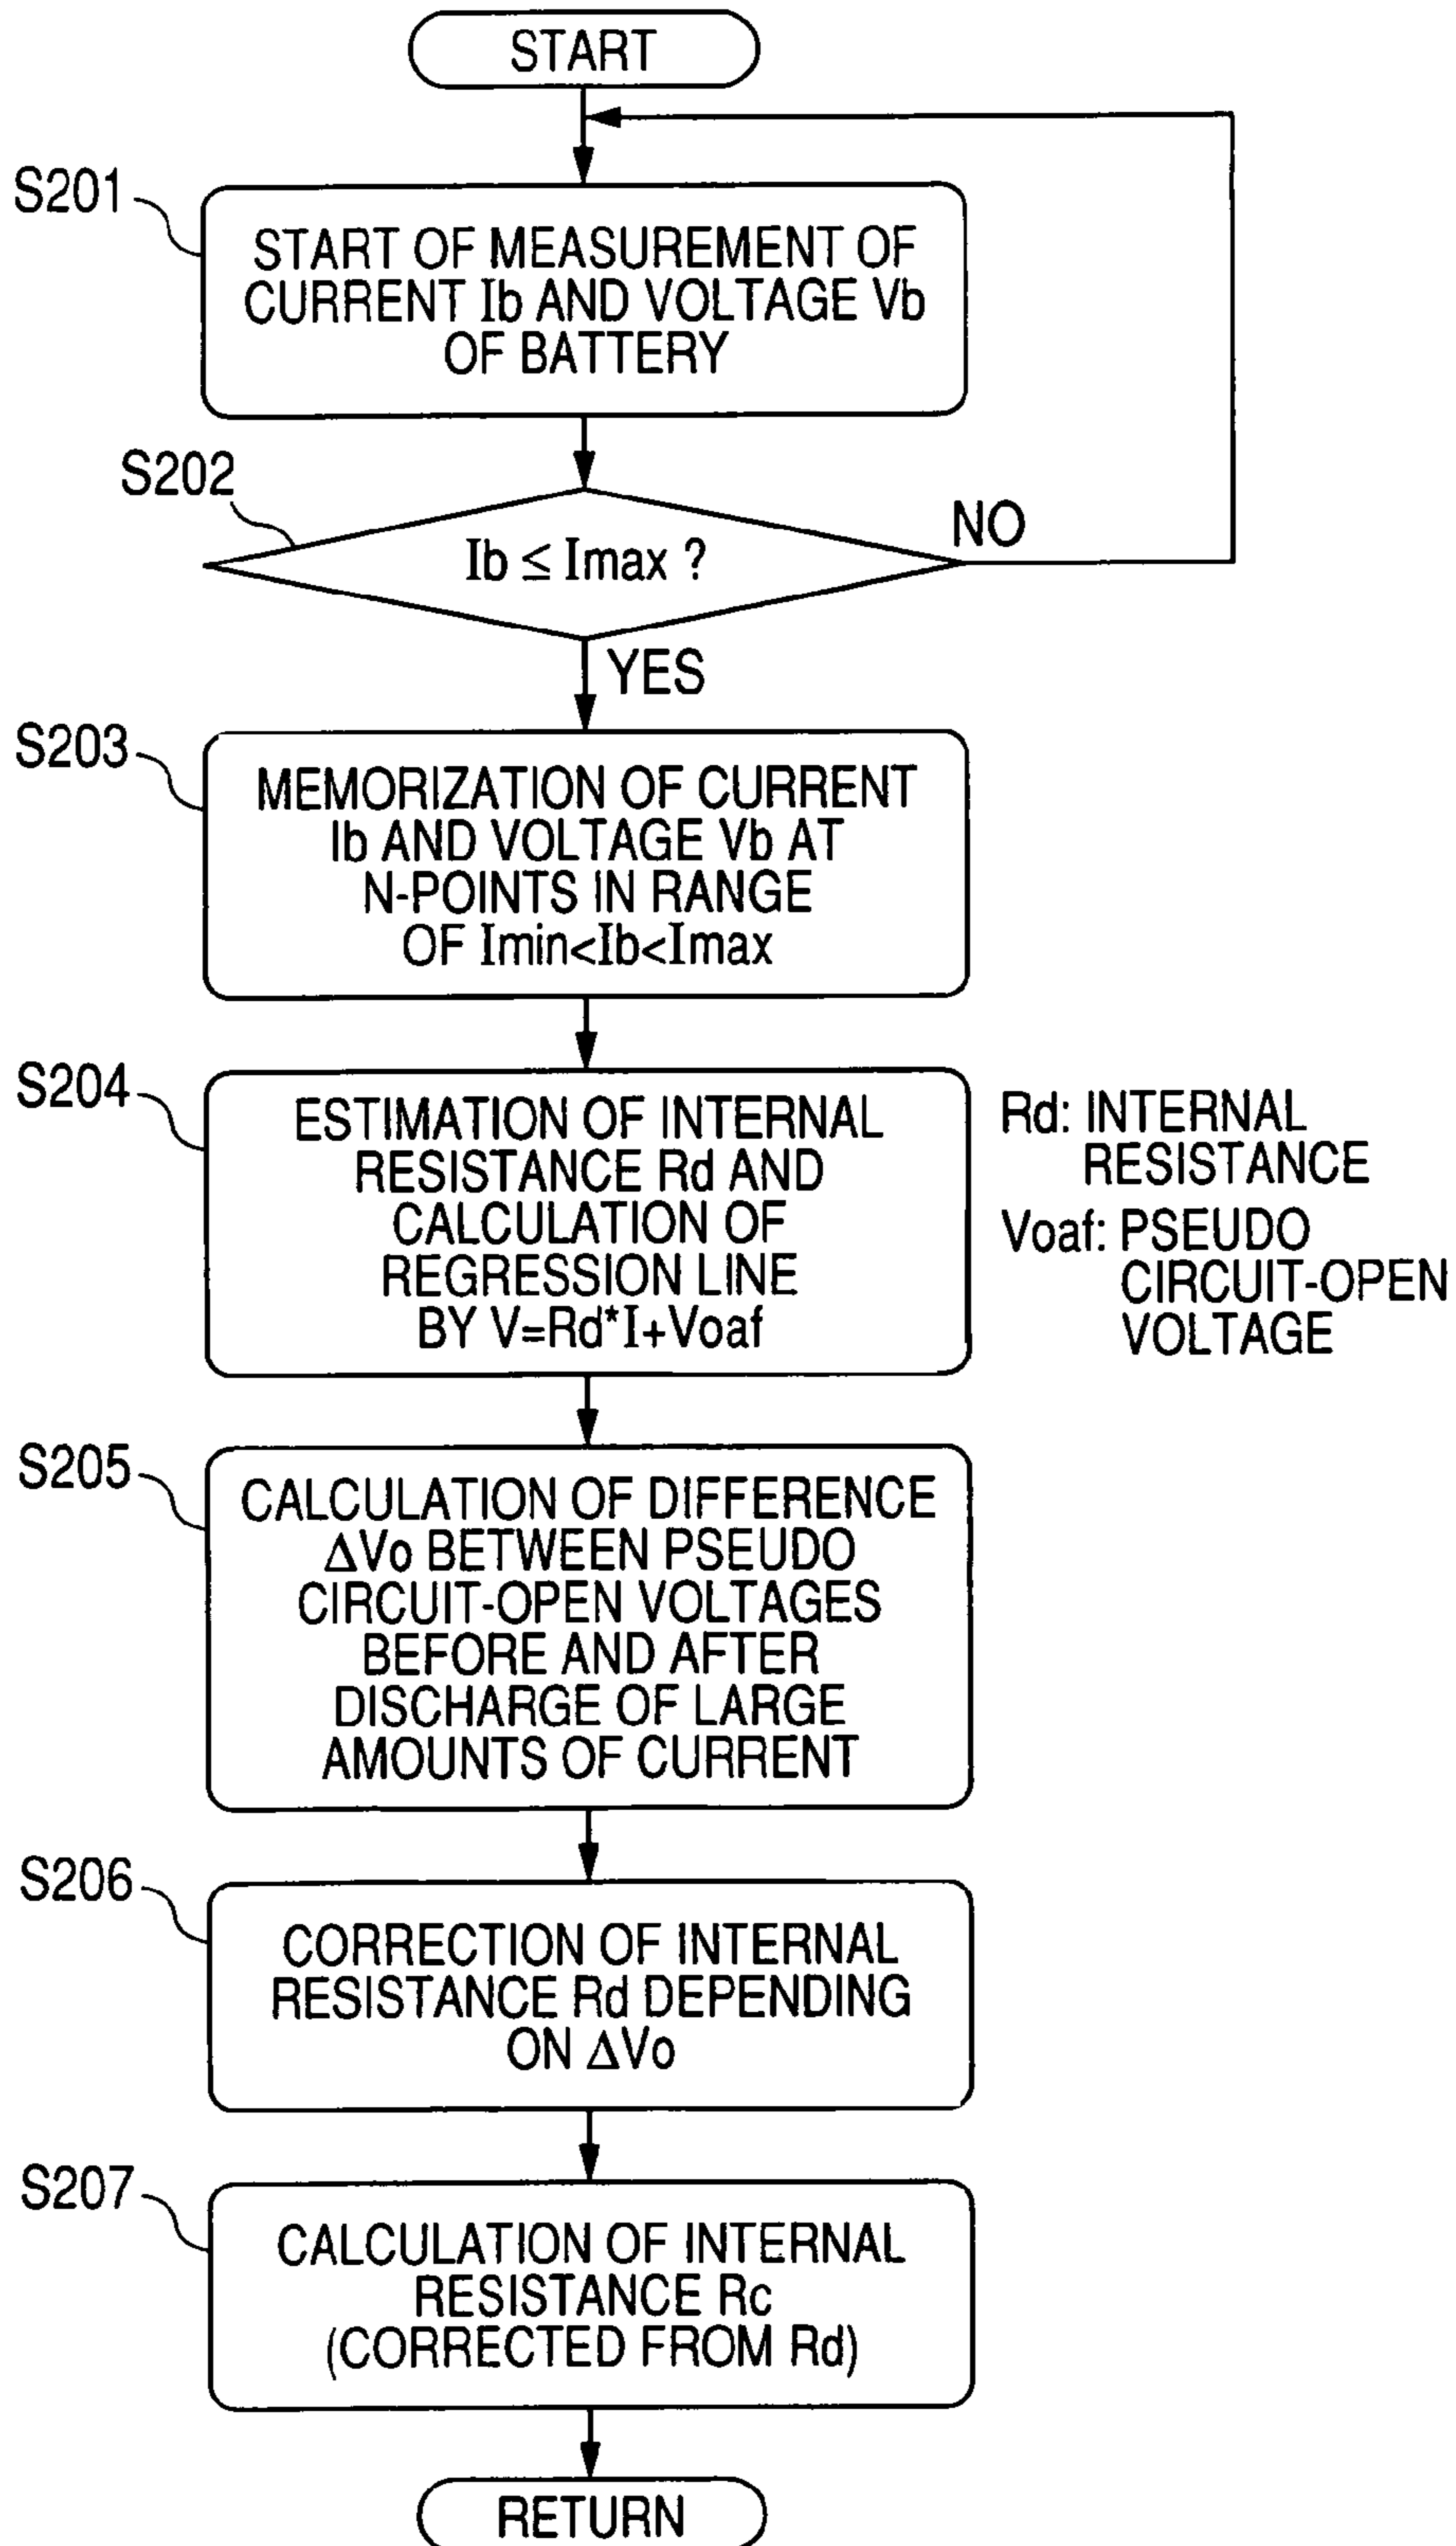 START
S201
START OF MEASUREMENT OF
CURRENT Ib AND VOLTAGE Vb
OF BATTERY
S202
Ib ≦ Imax ?
NO
YES
S203
MEMORIZATION OF CURRENT
Ib AND VOLTAGE Vb AT
N-POINTS IN RANGE
OF Imin<Ib<Imax
S204
ESTIMATION OF INTERNAL
RESISTANCE Rd AND
CALCULATION OF
REGRESSION LINE
BY V=Rd*I+Voaf
Rd: INTERNAL
RESISTANCE
Voaf: PSEUDO
CIRCUIT-OPEN
VOLTAGE
S205
CALCULATION OF DIFFERENCE
ΔVo BETWEEN PSEUDO
CIRCUIT-OPEN VOLTAGES
BEFORE AND AFTER
DISCHARGE OF LARGE
AMOUNTS OF CURRENT
S206
CORRECTION OF INTERNAL
RESISTANCE Rd DEPENDING
ON ΔVo
S207
CALCULATION OF INTERNAL
RESISTANCE Rc
(CORRECTED FROM Rd)
RETURN